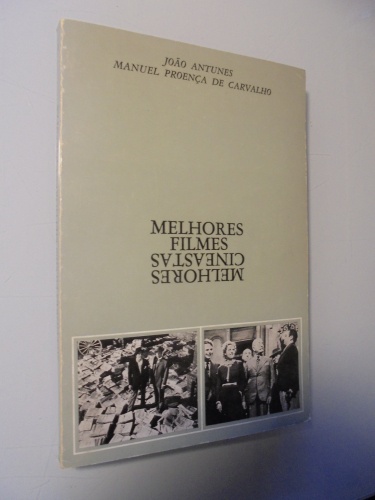 JOÃO ANTUNES
MANUEL PROENÇA DE CARVALHO
MELHORES
FILMES
CINEASTAS
MELHORES